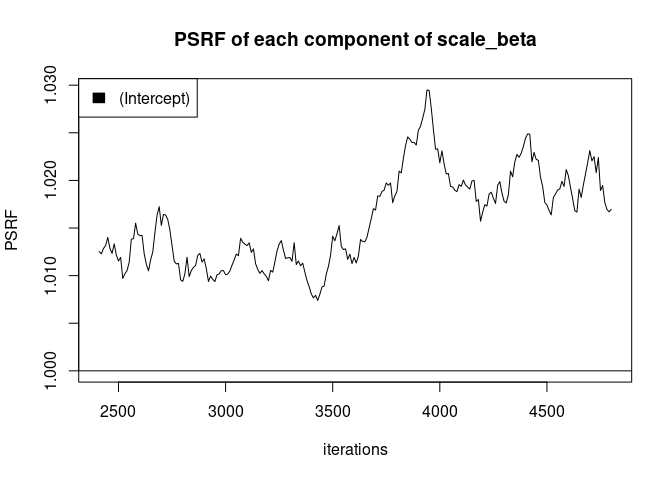 PSRF of each component of scale_beta
(Intercept)
PSRF
1.030
1.020
1.010
1.000
2500 3000 3500 4000 4500
iterations